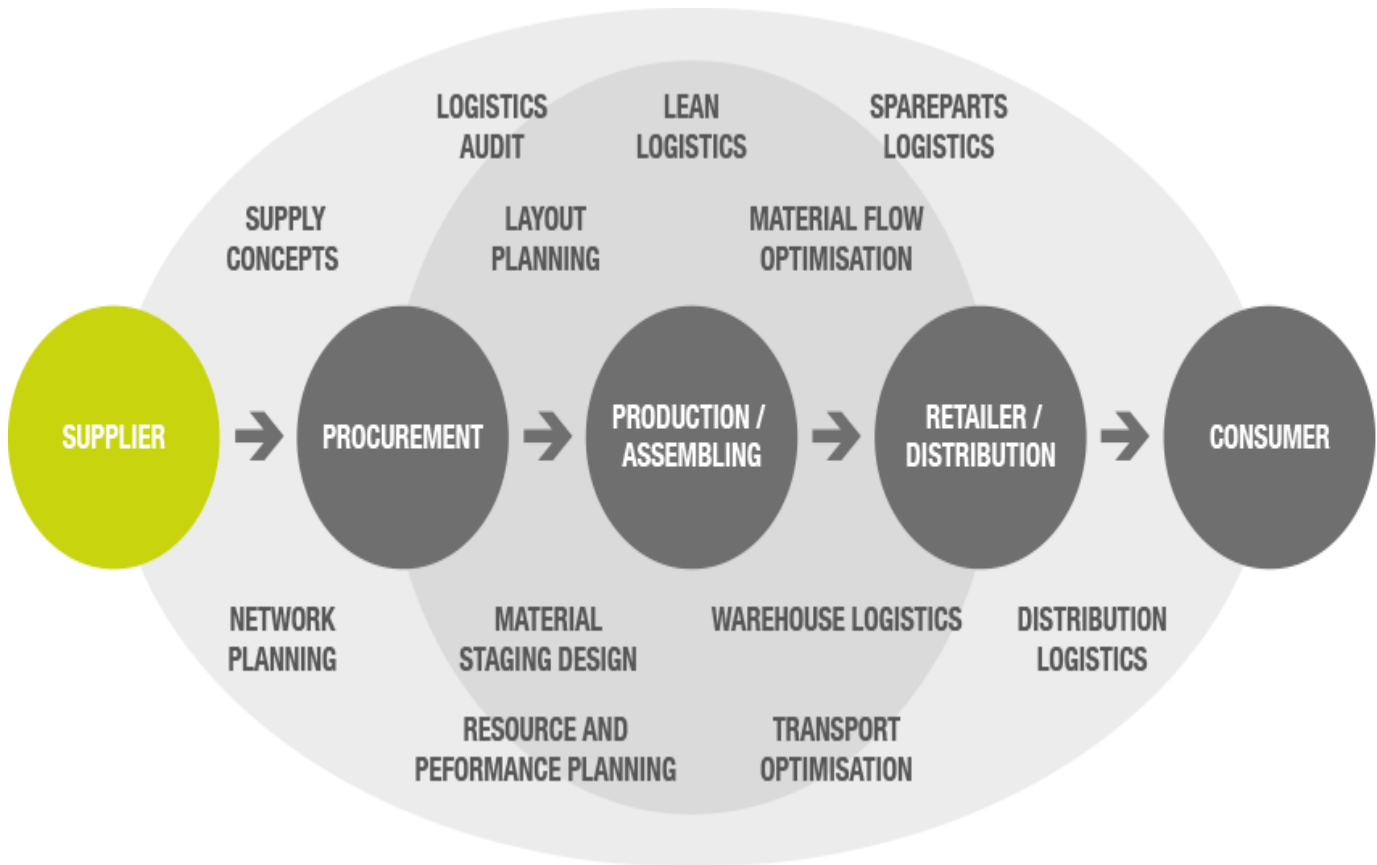 LOGISTICS
AUDIT
LEAN
LOGISTICS
SPAREPARTS
LOGISTICS
SUPPLY
CONCEPTS
LAYOUT
PLANNING
MATERIAL FLOW
OPTIMISATION
SUPPLIER
PROCUREMENT
PRODUCTION /
ASSEMBLING
RETAILER /
DISTRIBUTION
CONSUMER
NETWORK
PLANNING
MATERIAL
STAGING DESIGN
WAREHOUSE LOGISTICS
DISTRIBUTION
LOGISTICS
RESOURCE AND
PEFORMANCE PLANNING
TRANSPORT
OPTIMISATION